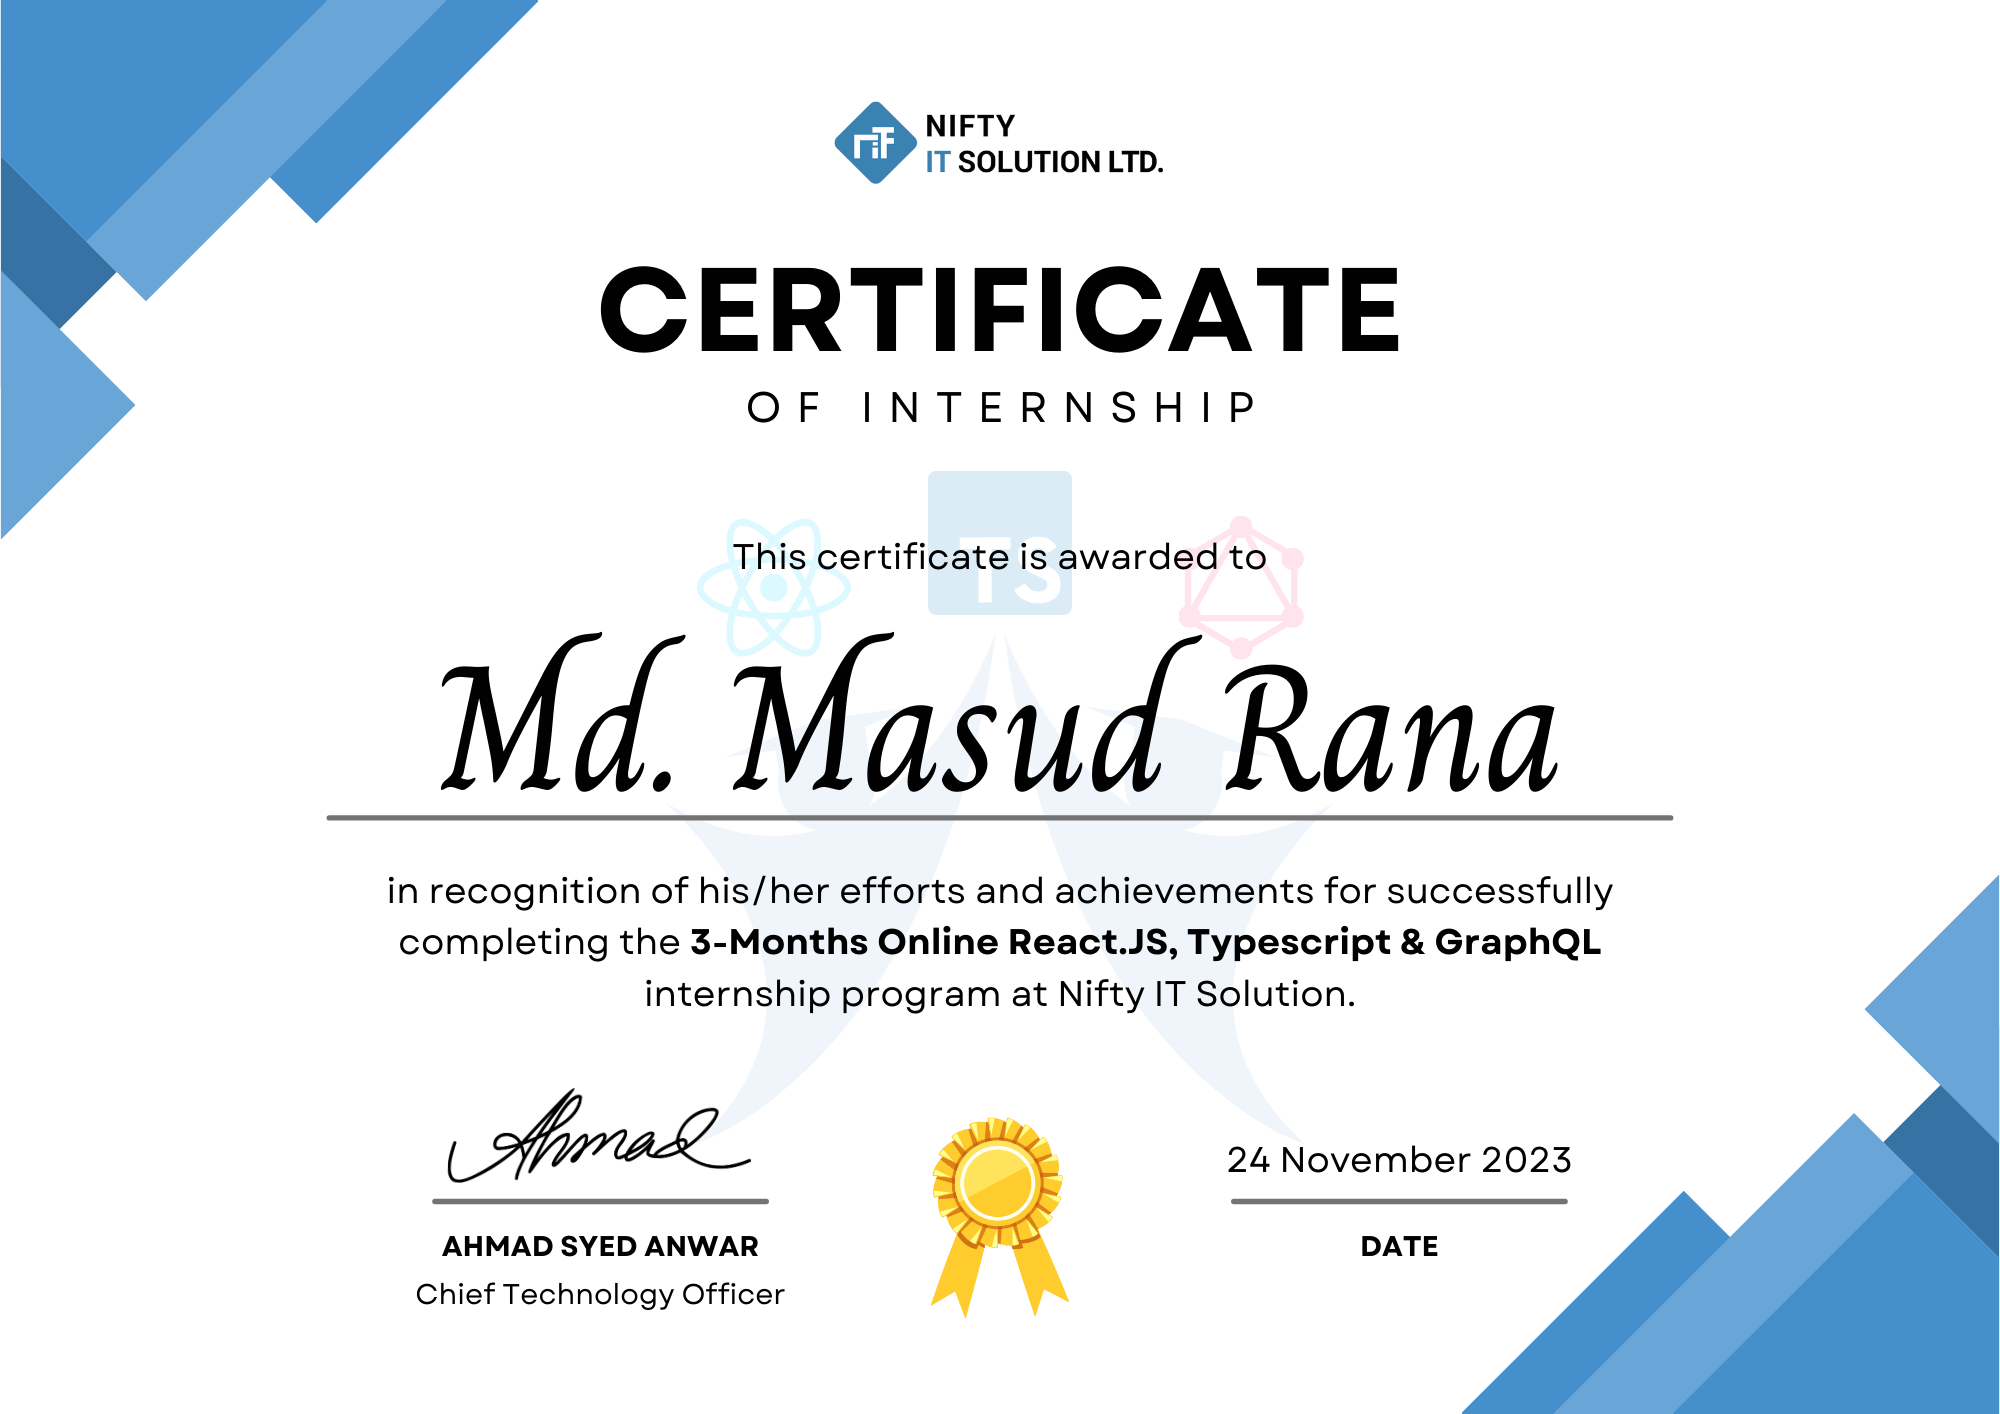 NIFTY
IT SOLUTION LTD.
CERTIFICATE
OF INTERNSHIP
TS
This certificate is awarded to
Md. Masud Rana
in recognition of his/her efforts and achievements for successfully
completing the 3-Months Online React.JS, Typescript & GraphQL
internship program at Nifty IT Solution.
Ahmad
24 November 2023
AHMAD SYED ANWAR
DATE
Chief Technology Officer